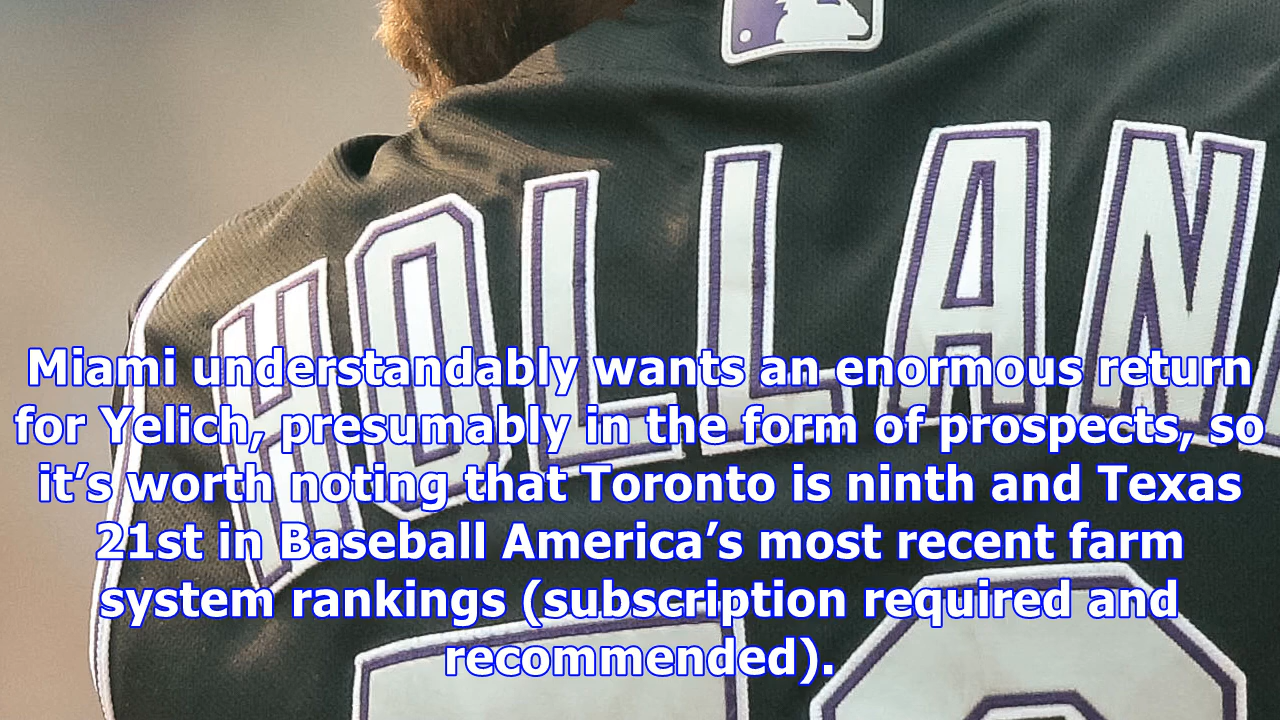 HOLLAN
Miami understandably wants an enormous return
for Yelich, presumably in the form of prospects, so
it’s worth noting that Toronto is ninth and Texas
21st in Baseball America’s most recent farm
system rankings (subscription required and
recommended).